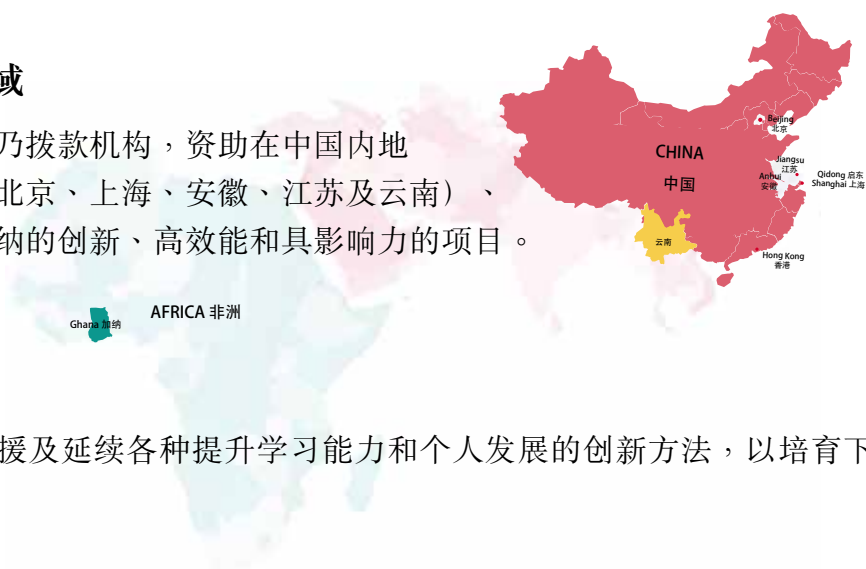 域
乃拨款机构，资助在中国内地
北京、上海、安徽、江苏及云南）、
纳的创新、高效能和具影响力的项目。
Beijing
北京
CHINA
中国
Jiangsu
江苏
Anhui
安徽
Qidong 启东
Shanghai 上海
云南
Hong Kong
香港
AFRICA 非洲
Ghana 加纳
援及延续各种提升学习能力和个人发展的创新方法，以培育下